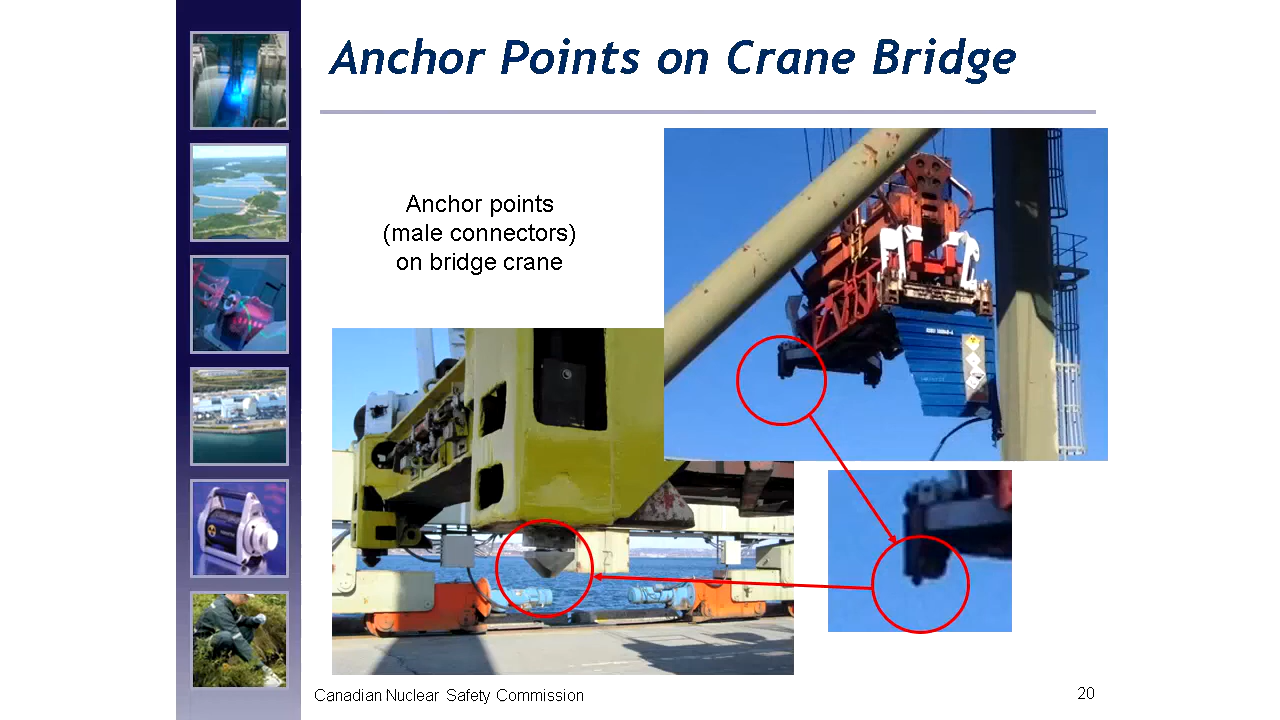 Anchor Points on Crane Bridge
Anchor points
(male connectors)
on bridge crane
Canadian Nuclear Safety Commission
20